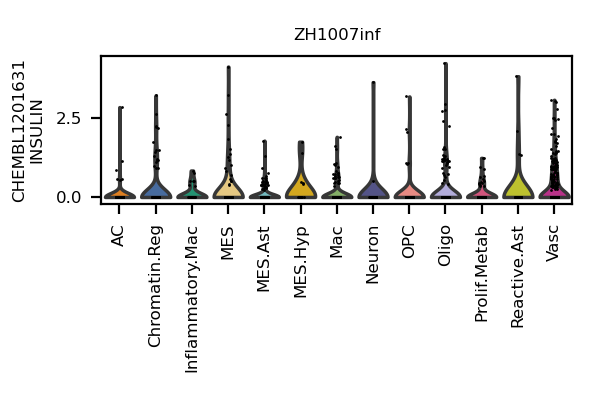 ZH1007inf
CHEMBL1201631
INSULIN
2.5
0.0
AC
Chromatin.Reg
Inflammatory.Mac
MES
MES.Ast
MES.Hyp
Mac
Neuron
OPC
Oligo
Prolif.Metab
Reactive.Ast
Vasc